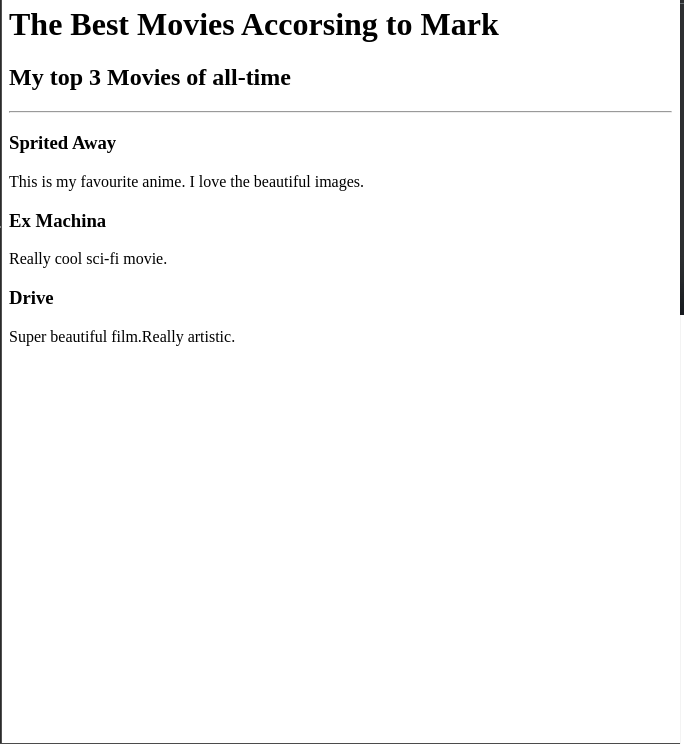 The Best Movies Accorsing to Mark
My top 3 Movies of all-time
Sprited Away
This is my favourite anime. I love the beautiful images.
Ex Machina
Really cool sci-fi movie.
Drive
Super beautiful film.Really artistic.